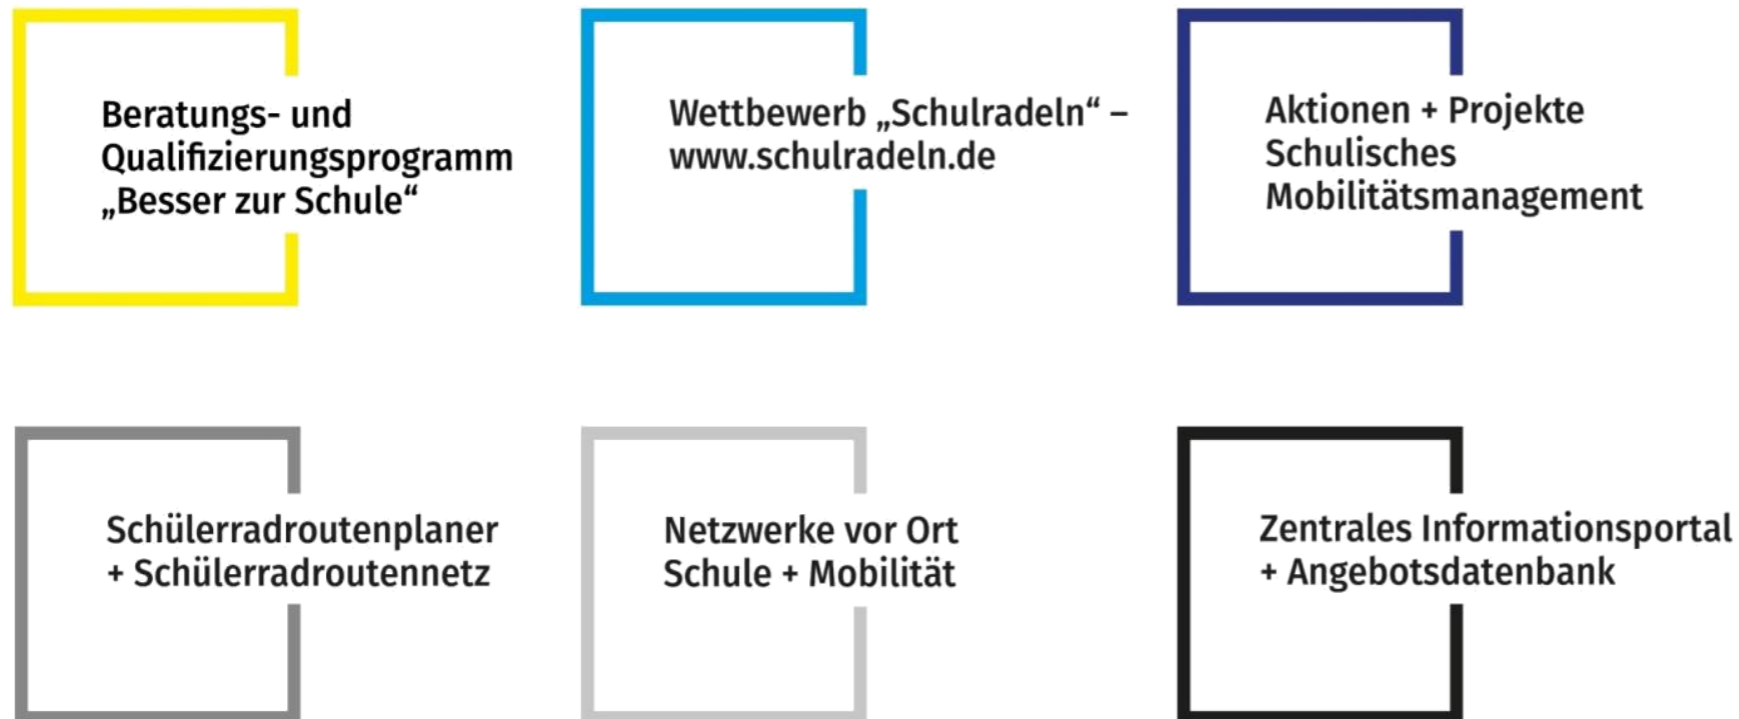 Beratungs- und
Qualifizierungsprogramm
„Besser zur Schule“
Wettbewerb „Schulradeln“ –
www.schulradeln.de
Aktionen + Projekte
Schulisches
Mobilitätsmanagement
Schülerradroutenplaner
+ Schülerradroutennetz
Netzwerke vor Ort
Schule + Mobilität
Zentrales Informationsportal
+ Angebotsdatenbank